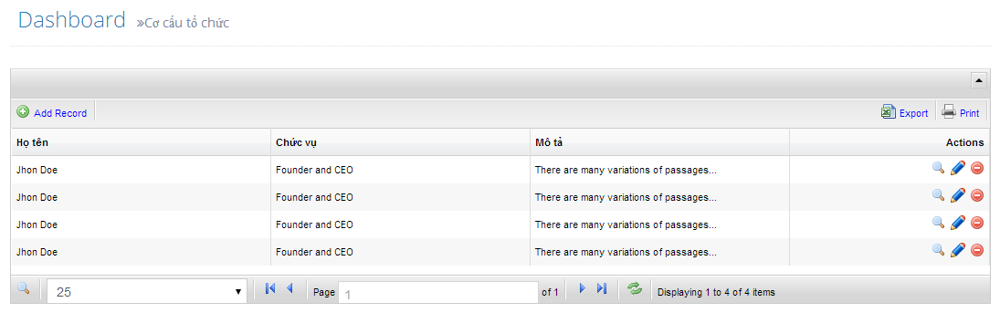 Dashboard »Cơ cấu tổ chức
Add Record Export Print
Họ tên Chức vụ Mô tả Actions
Jhon Doe Founder and CEO There are many variations of passages...
Jhon Doe Founder and CEO There are many variations of passages...
Jhon Doe Founder and CEO There are many variations of passages...
Jhon Doe Founder and CEO There are many variations of passages...
25 Page 1 of 1 Displaying 1 to 4 of 4 items